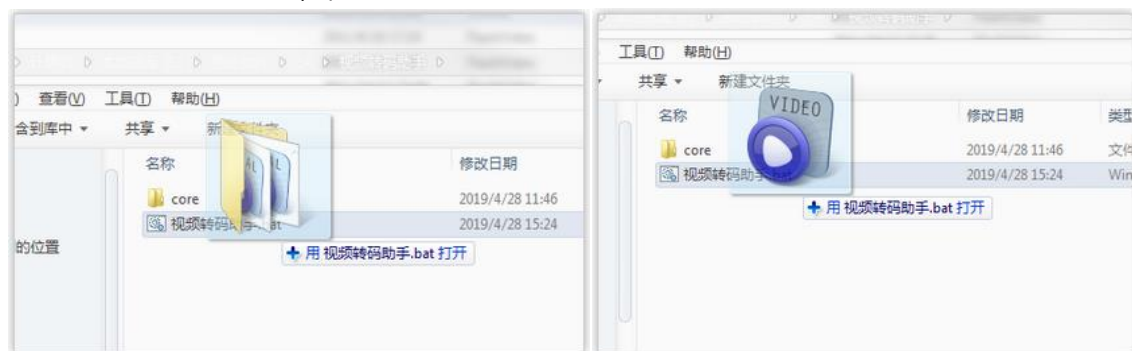 查看(V) 工具(T) 帮助(H)
含到库中 共享
名称 修改日期
core 2019/4/28 11:46
2019/4/28 15:24
的位置
用 视频转码助手.bat 打开
工具(T) 帮助(H)
共享 新建文件夹
VIDEO
名称 修改日期 类型
core 2019/4/28 11:46 文件
视频转码助手.bat 2019/4/28 15:24 Win
用 视频转码助手.bat 打开